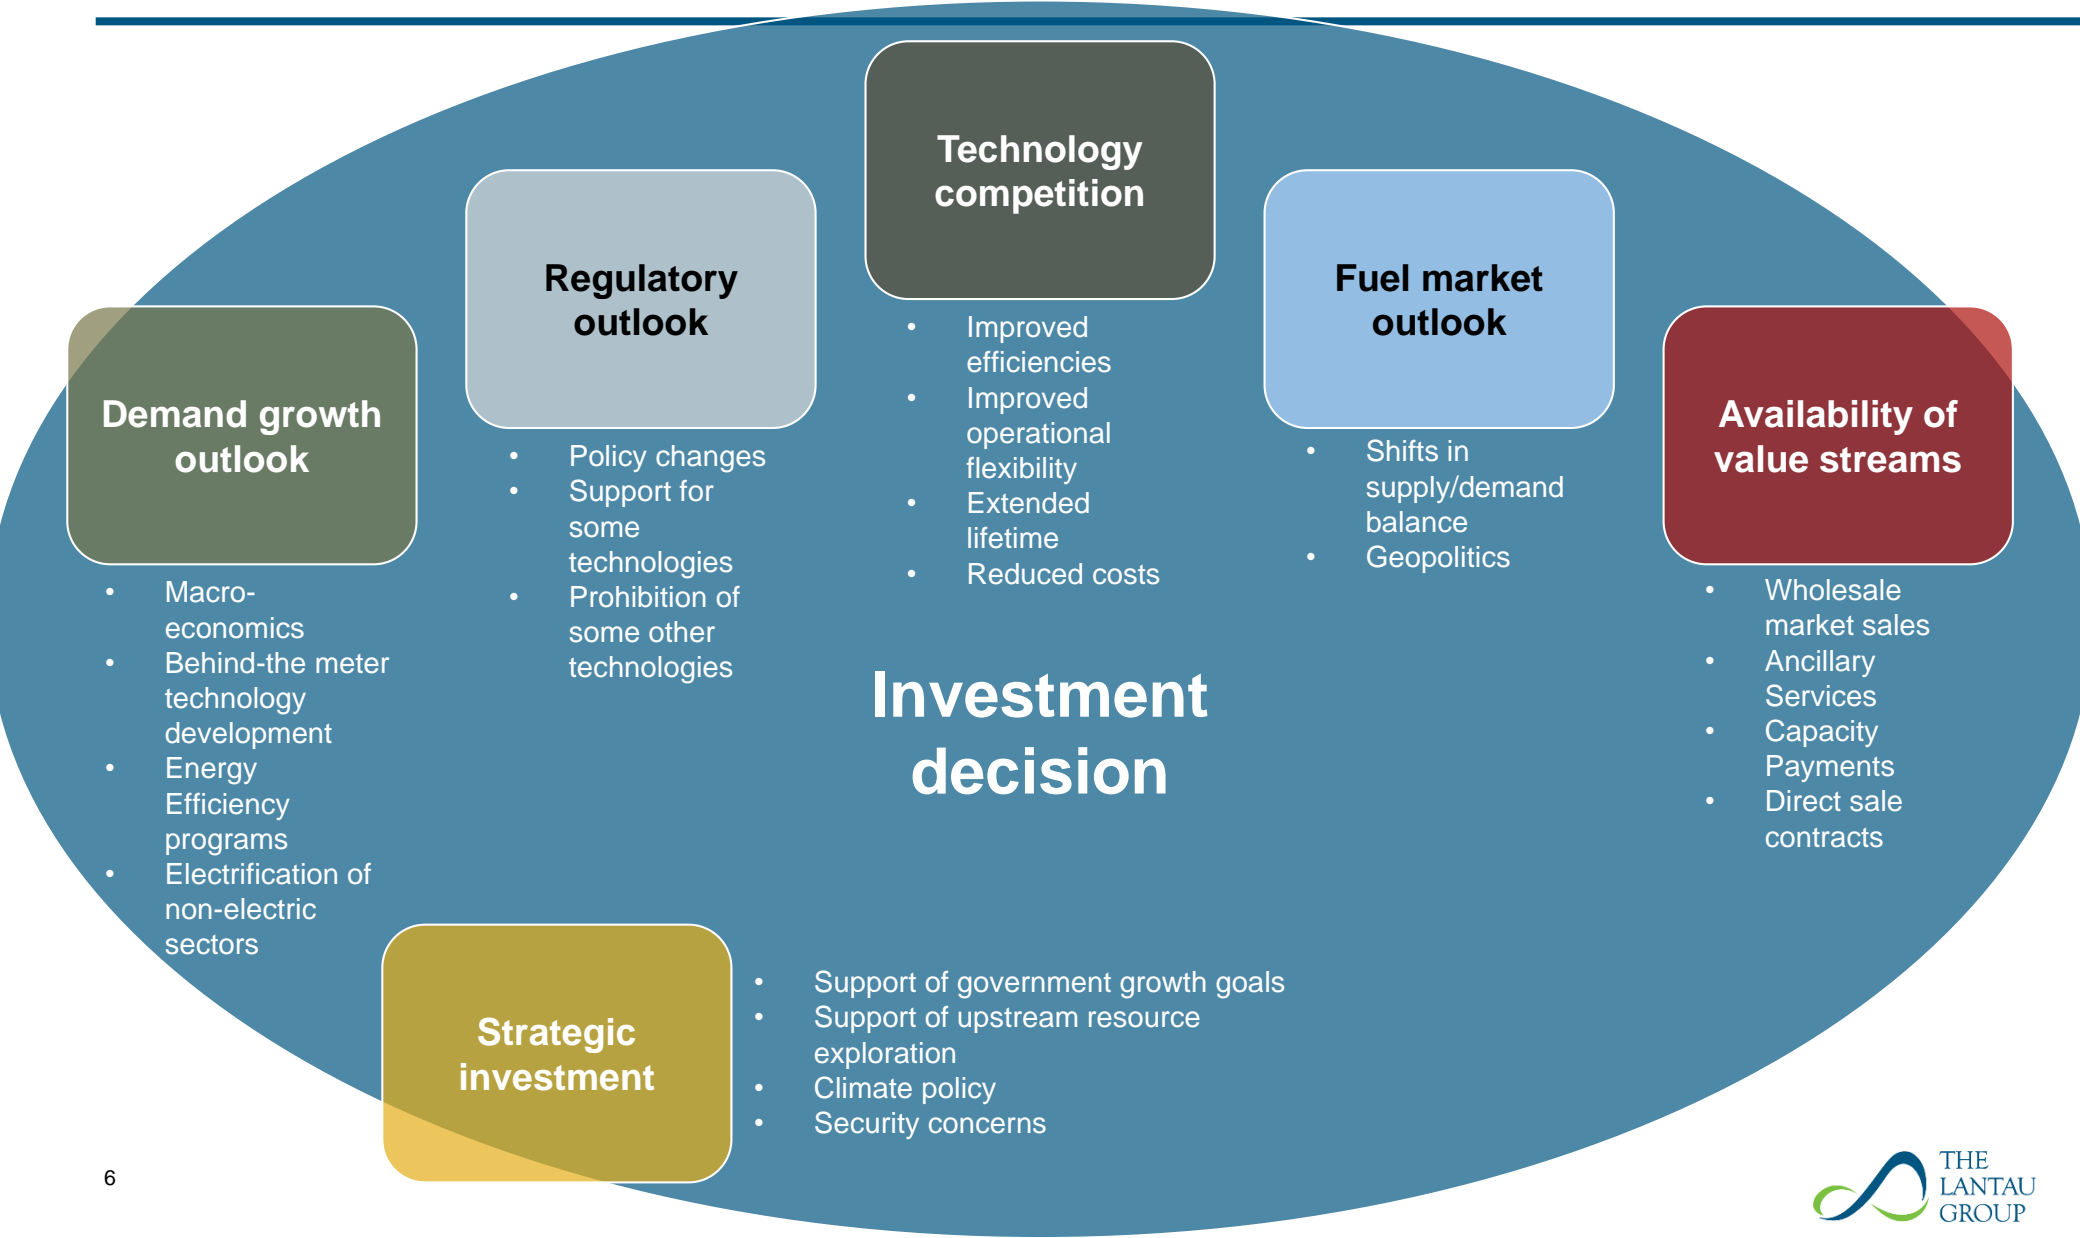 Technology
competition
• Improved
efficiencies
• Improved
operational
flexibility
• Extended
lifetime
• Reduced costs
Regulatory
outlook
• Policy changes
• Support for
some
technologies
• Prohibition of
some other
technologies
Fuel market
outlook
• Shifts in
supply/demand
balance
• Geopolitics
Demand growth
outlook
• Macro-
economics
• Behind-the meter
technology
development
• Energy
Efficiency
programs
• Electrification of
non-electric
sectors
Availability of
value streams
• Wholesale
market sales
• Ancillary
Services
• Capacity
Payments
• Direct sale
contracts
Investment
decision
Strategic
investment
• Support of government growth goals
• Support of upstream resource
exploration
• Climate policy
• Security concerns
6
THE
LANTAU
GROUP